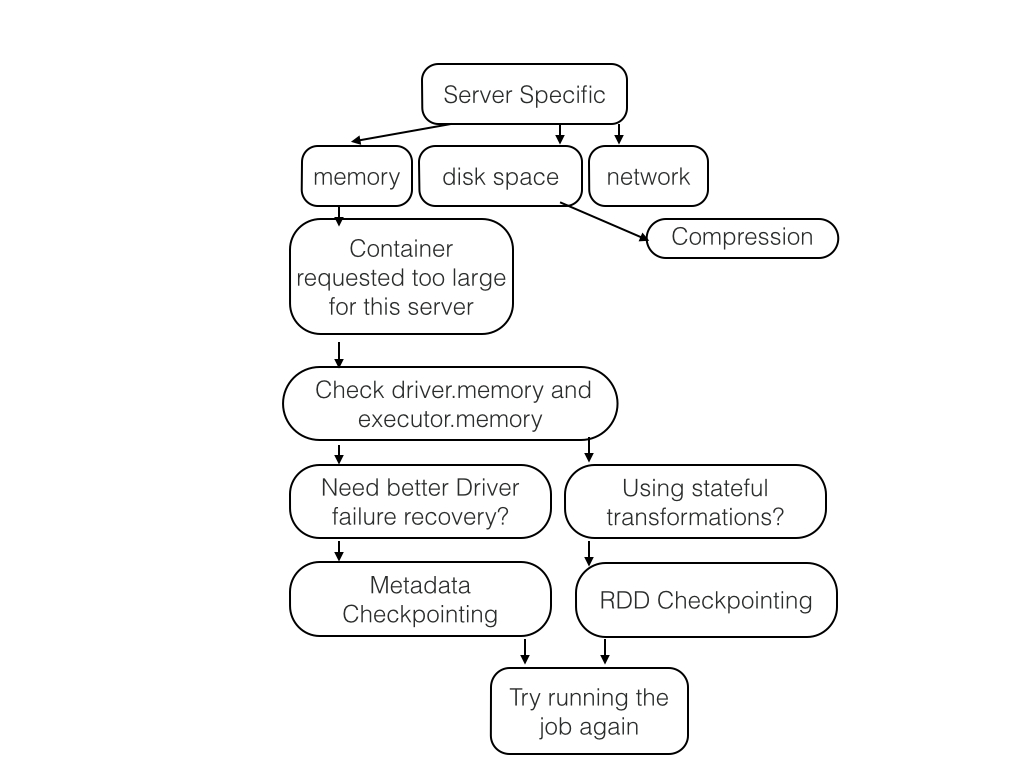 Server Specific
memory
disk space
network
Compression
Container
requested too large
for this server
Check driver.memory and
executor.memory
Need better Driver
failure recovery?
Using stateful
transformations?
Metadata
Checkpointing
RDD Checkpointing
Try running the
job again